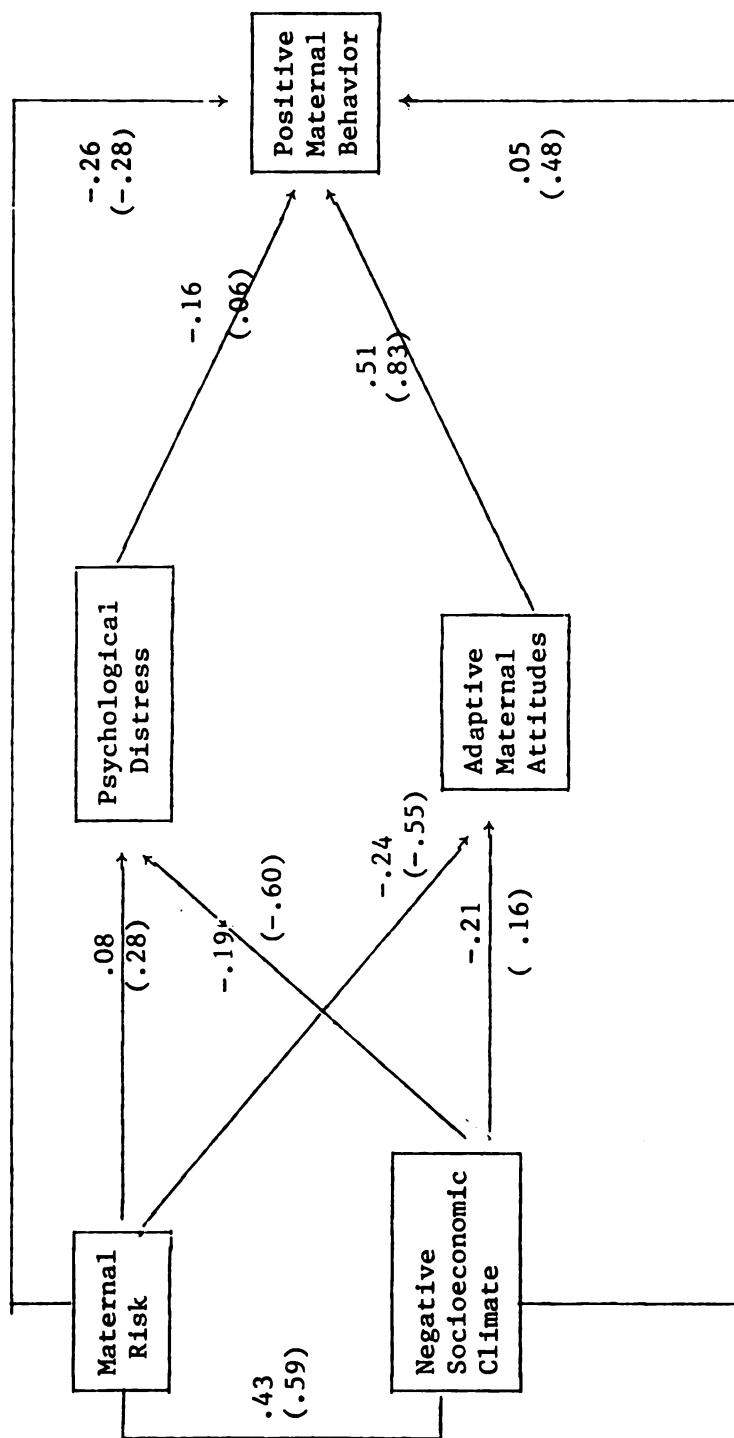 Maternal
Risk
.43
(.59)
Negative
Socioeconomic
Climate
.08
(.28)
-.19
(-.60)
-.24
(-.55)
-.21
( .16)
Psychological
Distress
Adaptive
Maternal
Attitudes
-.16
(.06)
.51
(.83)
-.26
(-.28)
.05
(.48)
Positive
Maternal
Behavior